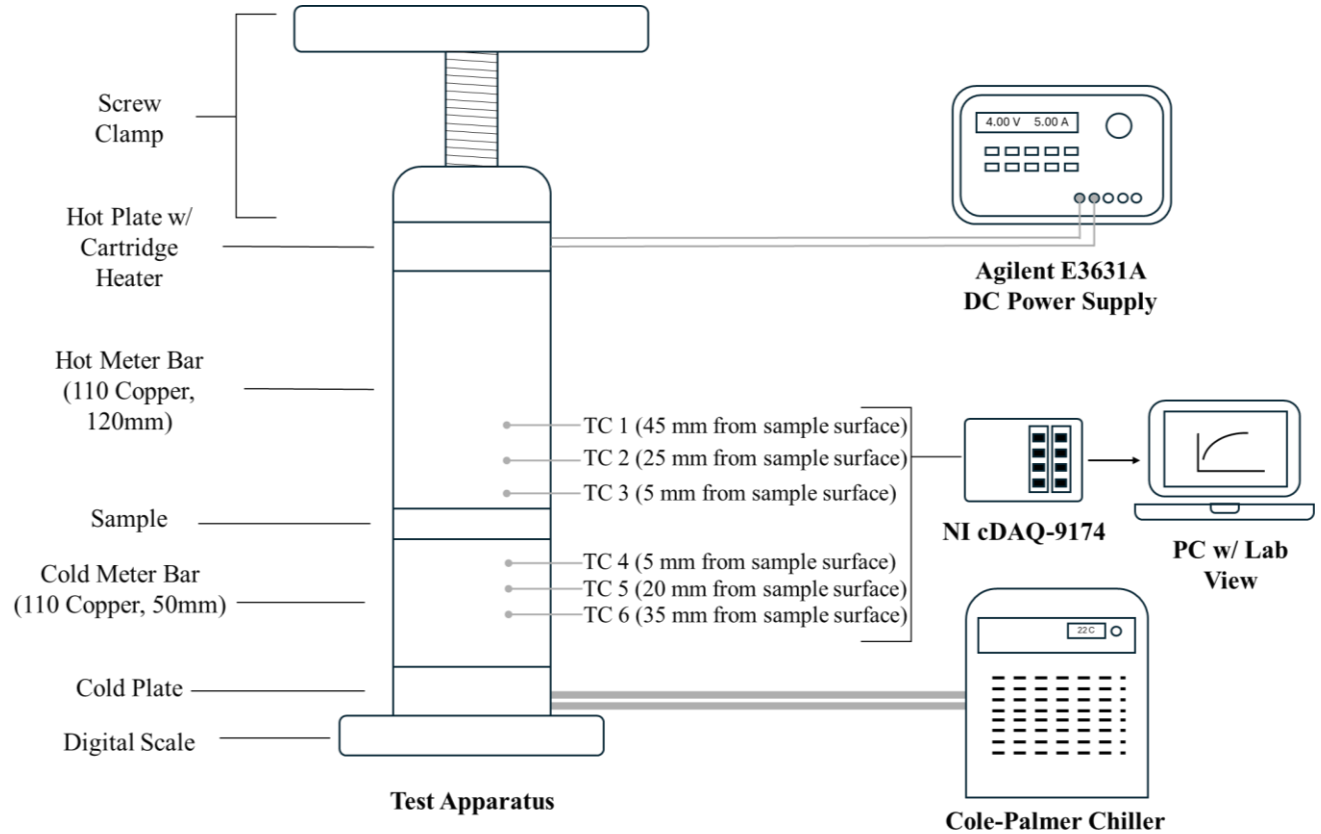 Screw
Clamp
Hot Plate w/
Cartridge
Heater
Hot Meter Bar
(110 Copper,
120mm)
Sample
Cold Meter Bar
(110 Copper, 50mm)
Cold Plate
Digital Scale
TC 1 (45 mm from sample surface)
TC 2 (25 mm from sample surface)
TC 3 (5 mm from sample surface)
TC 4 (5 mm from sample surface)
TC 5 (20 mm from sample surface)
TC 6 (35 mm from sample surface)
Test Apparatus
4.00 V 5.00 A
Agilent E3631A
DC Power Supply
NI cDAQ-9174
PC w/ Lab
View
22 C
Cole-Palmer Chiller